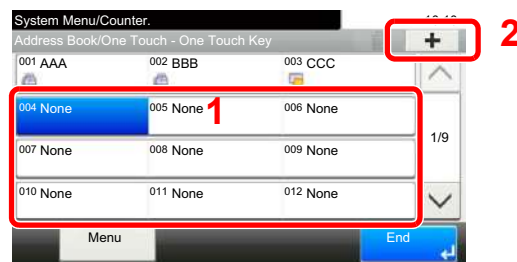 System Menu/Counter.
Address Book/One Touch - One Touch Key
2
001 AAA 002 BBB 003 CCC
004 None 005 None 1 006 None
1/9
007 None 008 None 009 None
010 None 011 None 012 None
Menu End